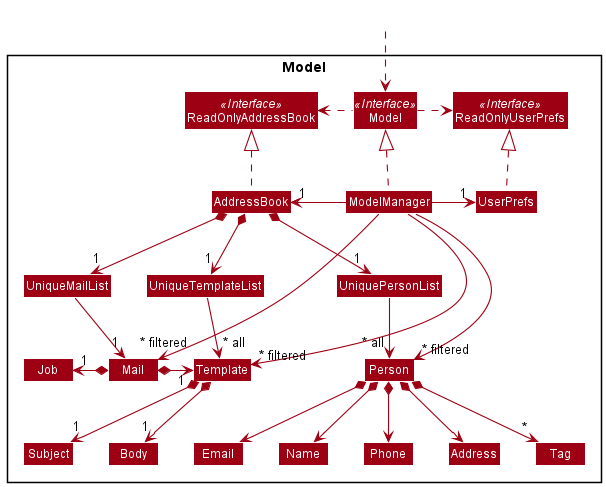 Model
«Interface»
ReadOnlyAddressBook
«Interface»
Model
«Interface»
ReadOnlyUserPrefs
AddressBook
1
ModelManager
1
UserPrefs
1
1
1
UniqueMailList
UniqueTemplateList
UniquePersonList
1
* filtered
* all
* filtered
* all
* filtered
Job
1
Mail
1
Template
Person
1
1
*
Subject
Body
Email
Name
Phone
Address
Tag